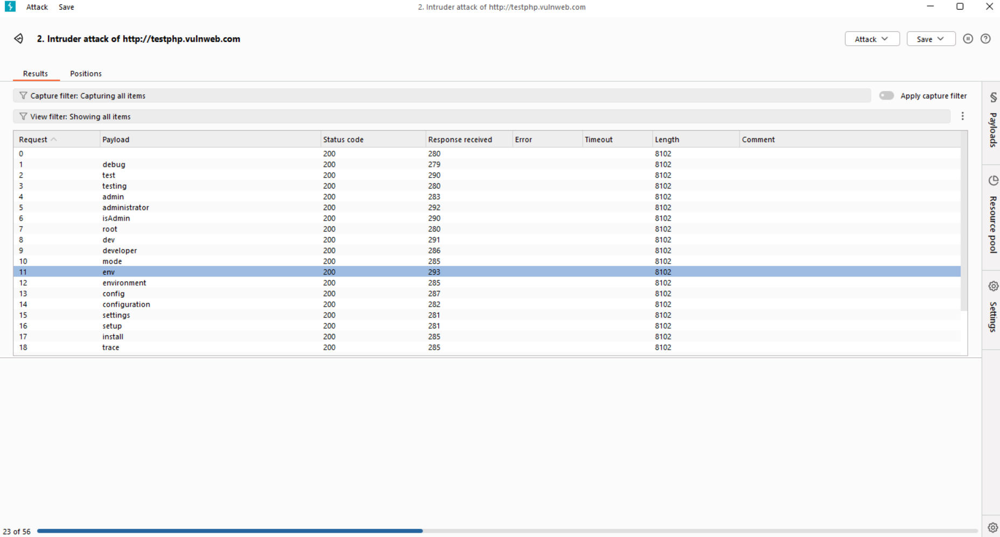 Attack Save 2. Intruder attack of http://testphp.vulnweb.com
2. Intruder attack of http://testphp.vulnweb.com Attack Save
Results Positions
Capture filter: Capturing all items Apply capture filter
View filter: Showing all items
Request Payload Status code Response received Error Timeout Length Comment
0 200 280 8102
1 debug 200 279 8102
2 test 200 290 8102
3 testing 200 280 8102
4 admin 200 283 8102
5 administrator 200 292 8102
6 isAdmin 200 290 8102
7 root 200 280 8102
8 dev 200 291 8102
9 developer 200 286 8102
10 mode 200 285 8102
11 env 200 293 8102
12 environment 200 285 8102
13 config 200 287 8102
14 configuration 200 282 8102
15 settings 200 281 8102
16 setup 200 281 8102
17 install 200 285 8102
18 trace 200 285 8102
Payloads
Resource pool
Settings
23 of 56